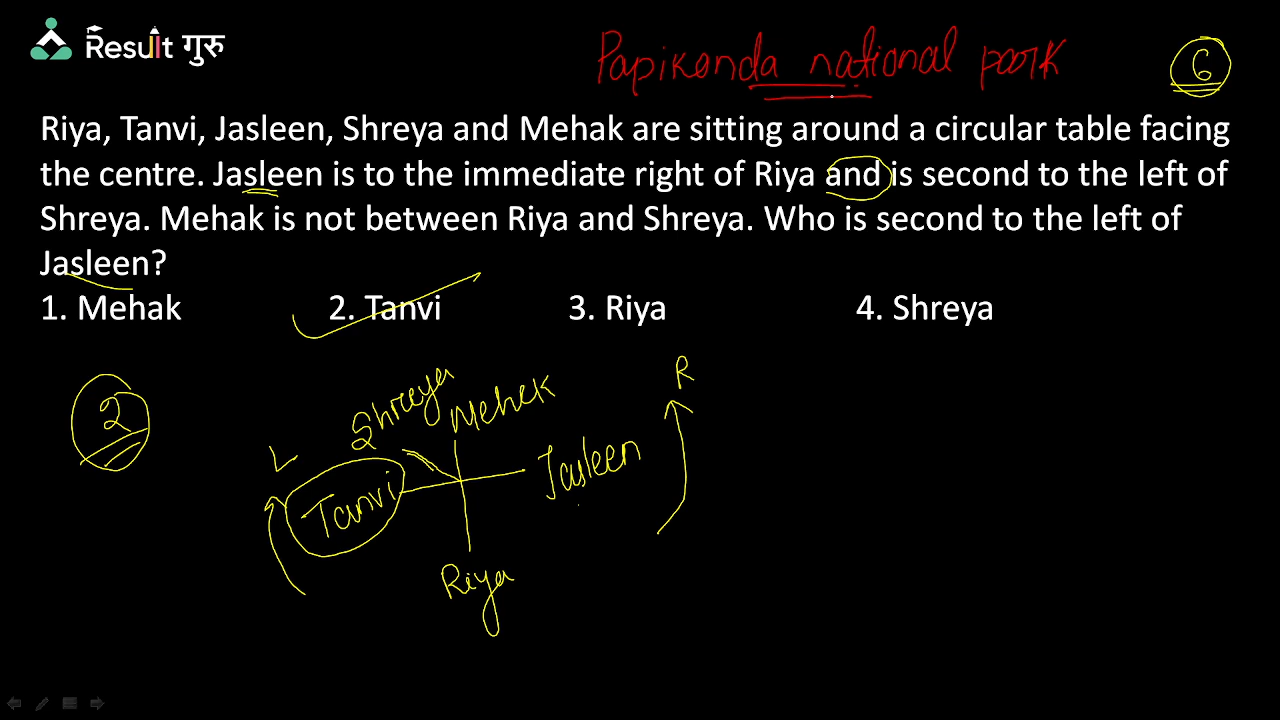 Result गुरु
Papikonda national park
6
Riya, Tanvi, Jasleen, Shreya and Mehak are sitting around a circular table facing
the centre. Jasleen is to the immediate right of Riya and is second to the left of
Shreya. Mehak is not between Riya and Shreya. Who is second to the left of
Jasleen?
1. Mehak 2. Tanvi 3. Riya 4. Shreya
2
R
Shreya
Mehek
L
Jasleen
Tanvi
Riya